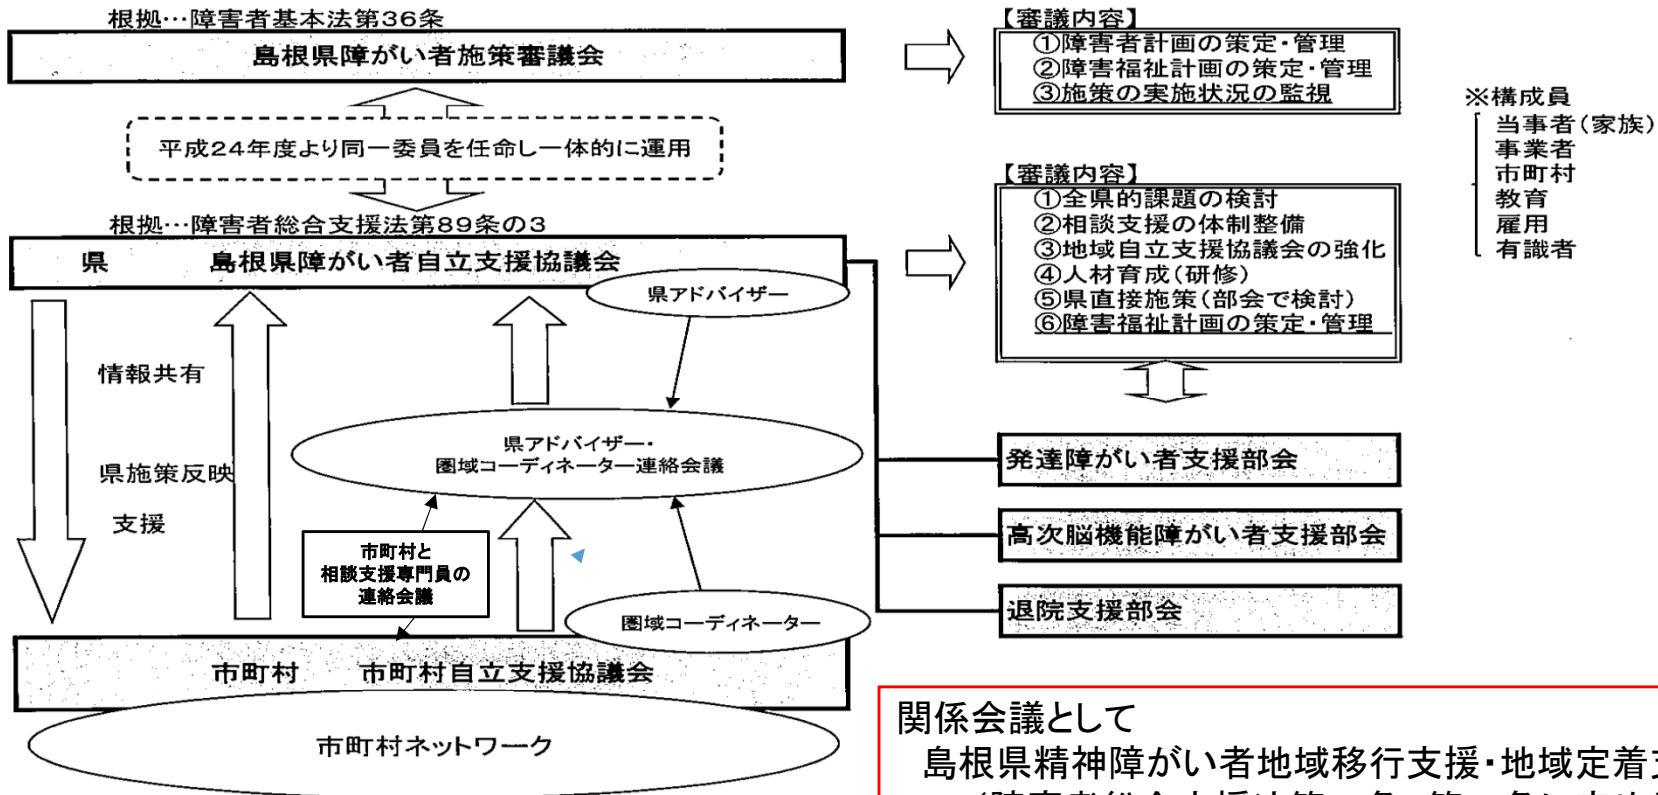 根拠…障害者基本法第36条
島根県障がい者施策審議会
【審議内容】
①障害者計画の策定・管理
②障害福祉計画の策定・管理
③施策の実施状況の監視
※構成員
当事者(家族)
事業者
市町村
教育
雇用
有識者
平成24年度より同一委員を任命し一体的に運用
根拠…障害者総合支援法第89条の3
県 島根県障がい者自立支援協議会
【審議内容】
①全県的課題の検討
②相談支援の体制整備
③地域自立支援協議会の強化
④人材育成(研修)
⑤県直接施策(部会で検討)
⑥障害福祉計画の策定・管理
県アドバイザー
情報共有
県施策反映
支援
県アドバイザー・
圏域コーディネーター連絡会議
市町村と
相談支援専門員の
連絡会議
圏域コーディネーター
発達障がい者支援部会
高次脳機能障がい者支援部会
退院支援部会
市町村 市町村自立支援協議会
市町村ネットワーク
関係会議として
島根県精神障がい者地域移行支援・地域定着支